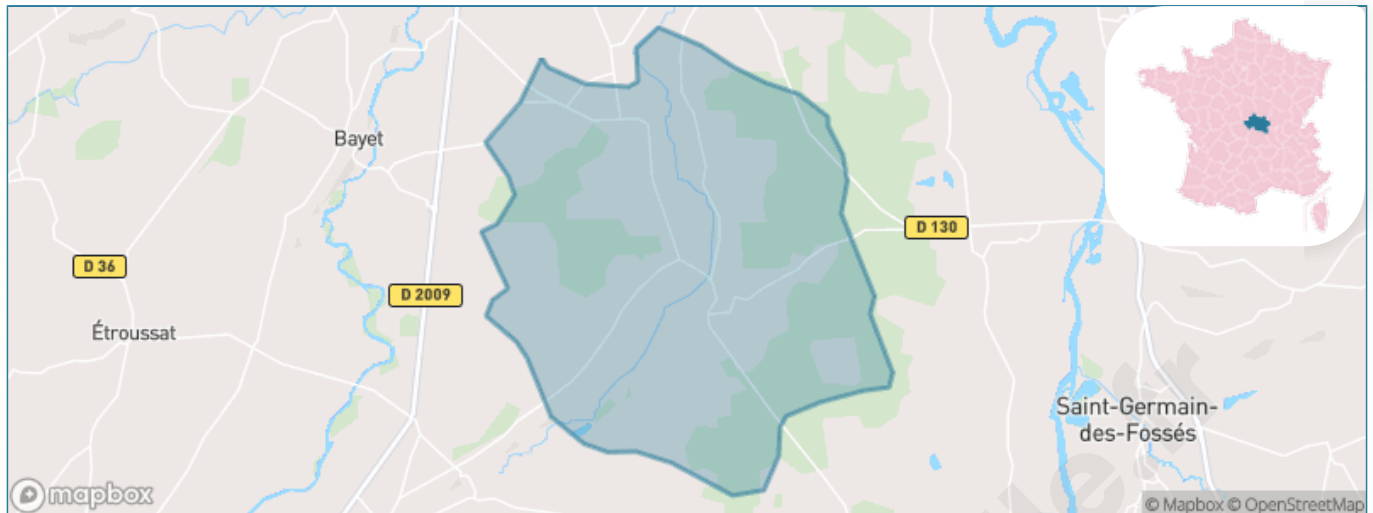 Bayet
D 130
D 36
D 2009
Étroussat
Saint-Germain-
des-Fossés
mapbox
© Mapbox © OpenStreetMap